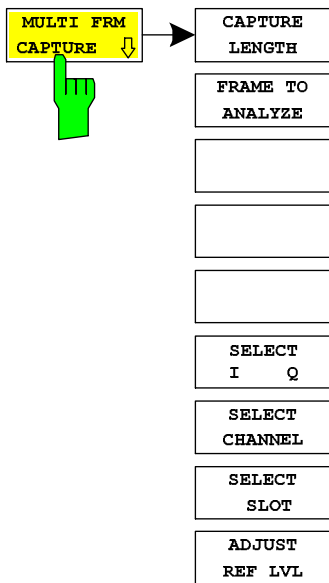 MULTI FRM
CAPTURE
CAPTURE
LENGTH
FRAME TO
ANALYZE
SELECT
I Q
SELECT
CHANNEL
SELECT
SLOT
ADJUST
REF LVL